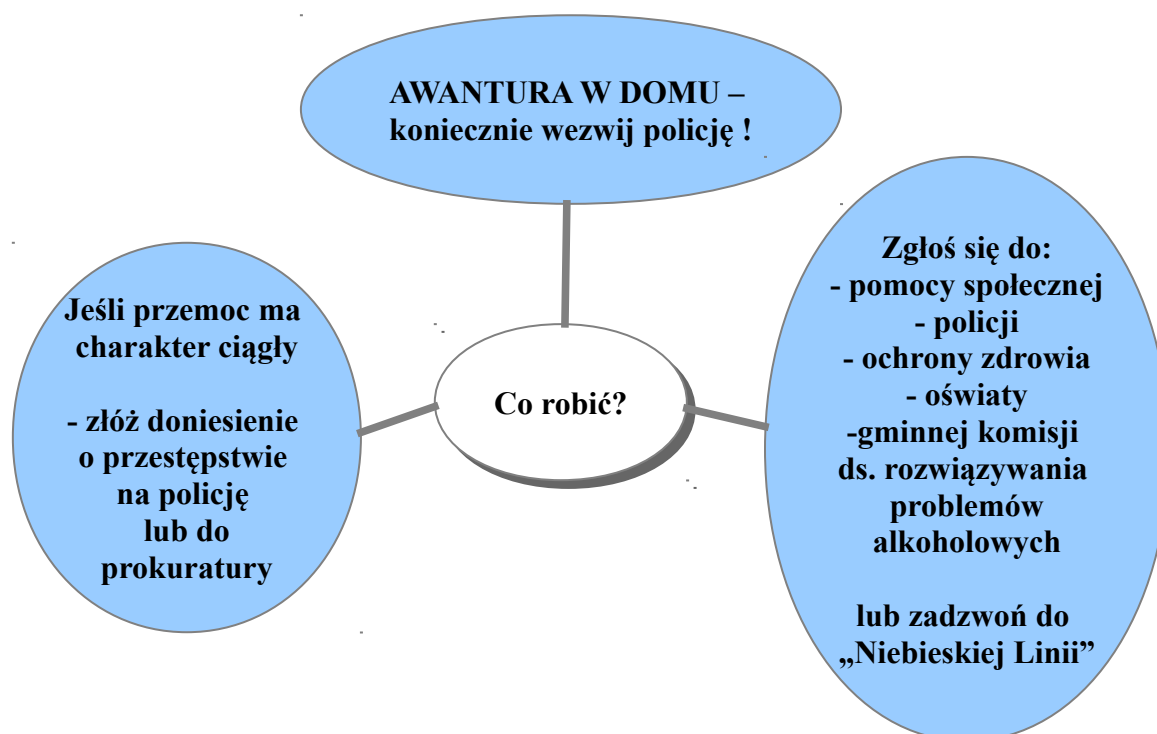 AWANTURA W DOMU –
koniecznie wezwij policję !
Jeśli przemoc ma
charakter ciągły
- złóż doniesienie
o przestępstwie
na policję
lub do
prokuratury
Co robić?
Zgłoś się do:
- pomocy społecznej
- policji
- ochrony zdrowia
- oświaty
-gminnej komisji
ds. rozwiązywania
problemów
alkoholowych
lub zadzwoń do
„Niebieskiej Linii”